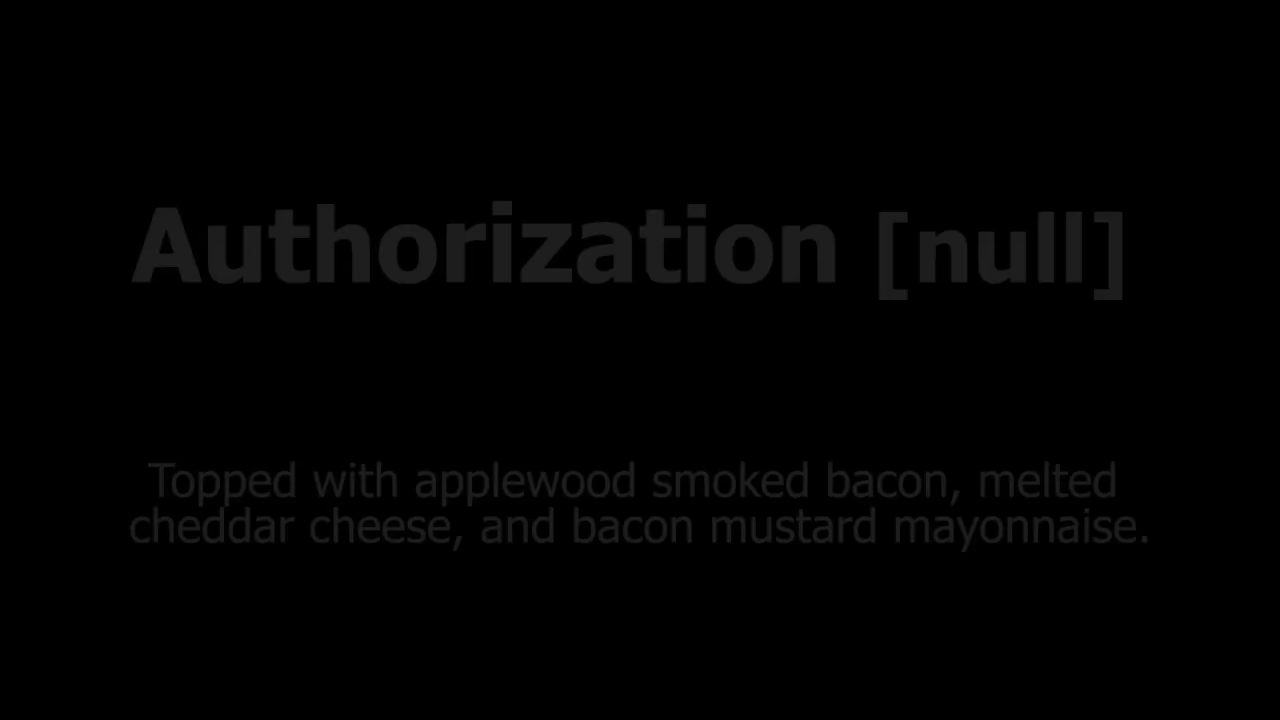 Authorization [null]
Topped with applewood smoked bacon, melted
cheddar cheese, and bacon mustard mayonnaise.